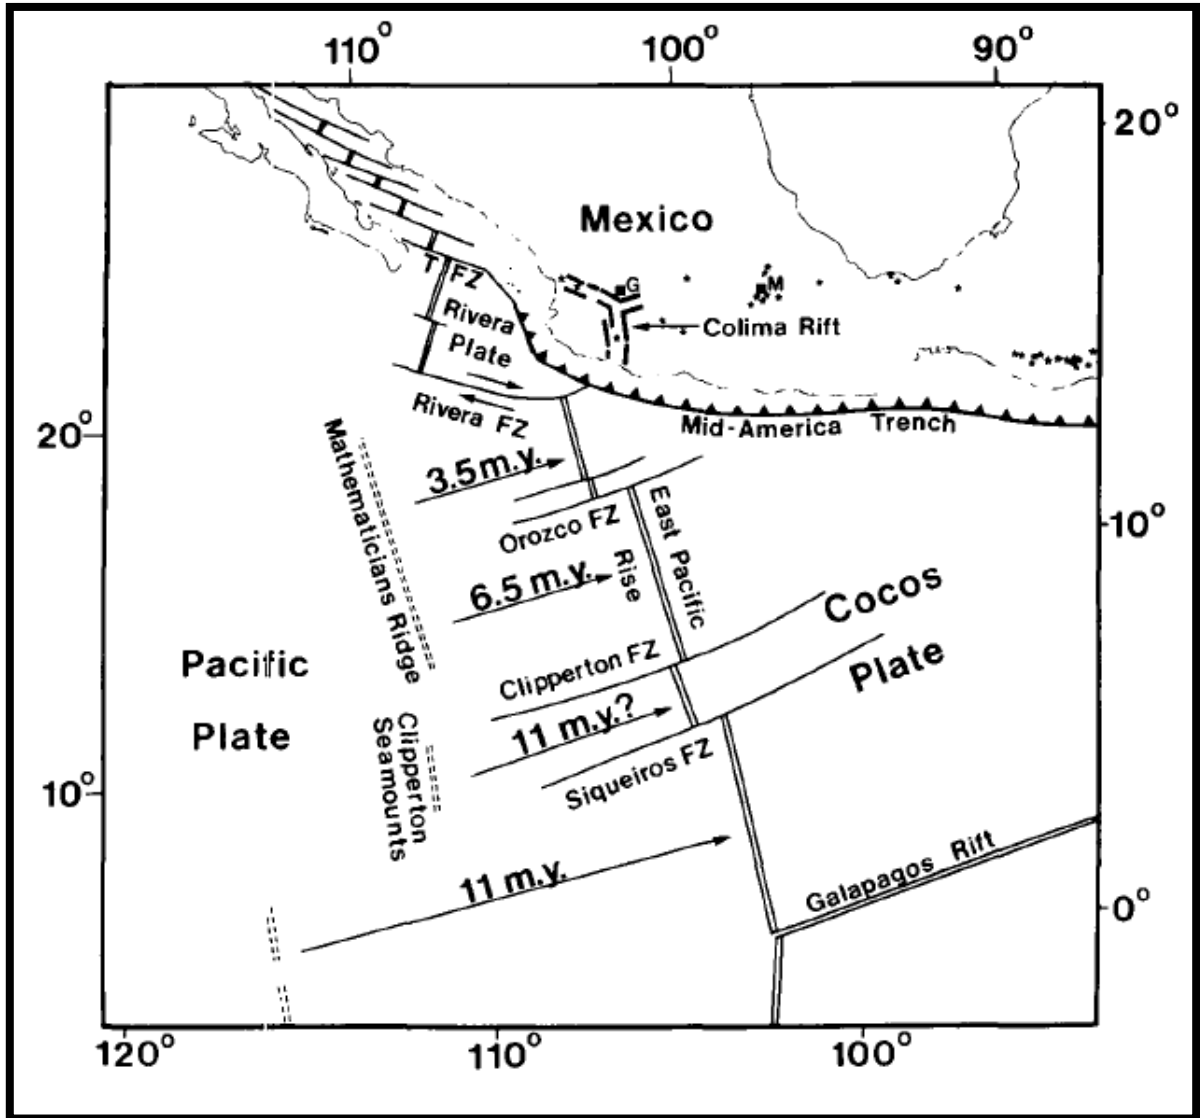 110° 100° 90°
20°
Mexico
T FZ
G
M
Rivera
Plate
Colima Rift
Rivera FZ
Mid-America Trench
20°
3.5 m.y.
Mathematicians Ridge
10°
Orozco FZ
East Pacific
Rise
6.5 m.y.
Cocos
Plate
Clipperton FZ
Pacific
Plate
11 m.y.?
Clipperton
Seamounts
Siqueiros FZ
10°
11 m.y.
Galapagos Rift
0°
120° 110° 100°